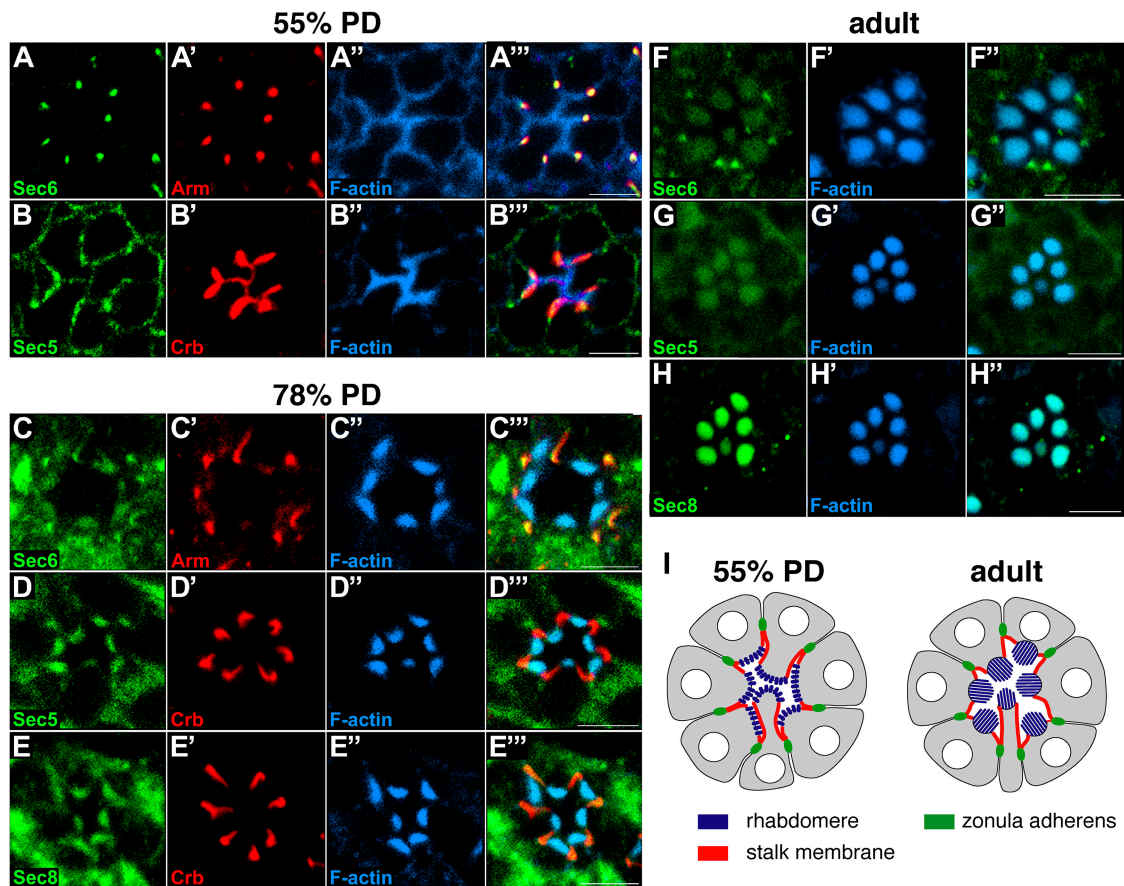 55% PD
A A’ A’’ A’’’
Sec6 Arm F-actin
B B’ B’’ B’’’
Sec5 Crb F-actin
78% PD
C C’ C’’ C’’’
Sec6 Arm F-actin
D D’ D’’ D’’’
Sec5 Crb F-actin
E E’ E’’ E’’’
Sec8 Crb F-actin
adult
F F’ F’’
Sec6 F-actin
G G’ G’’
Sec5 F-actin
H H’ H’’
Sec8 F-actin
I 55% PD adult
rhabdomere zonula adherens
stalk membrane